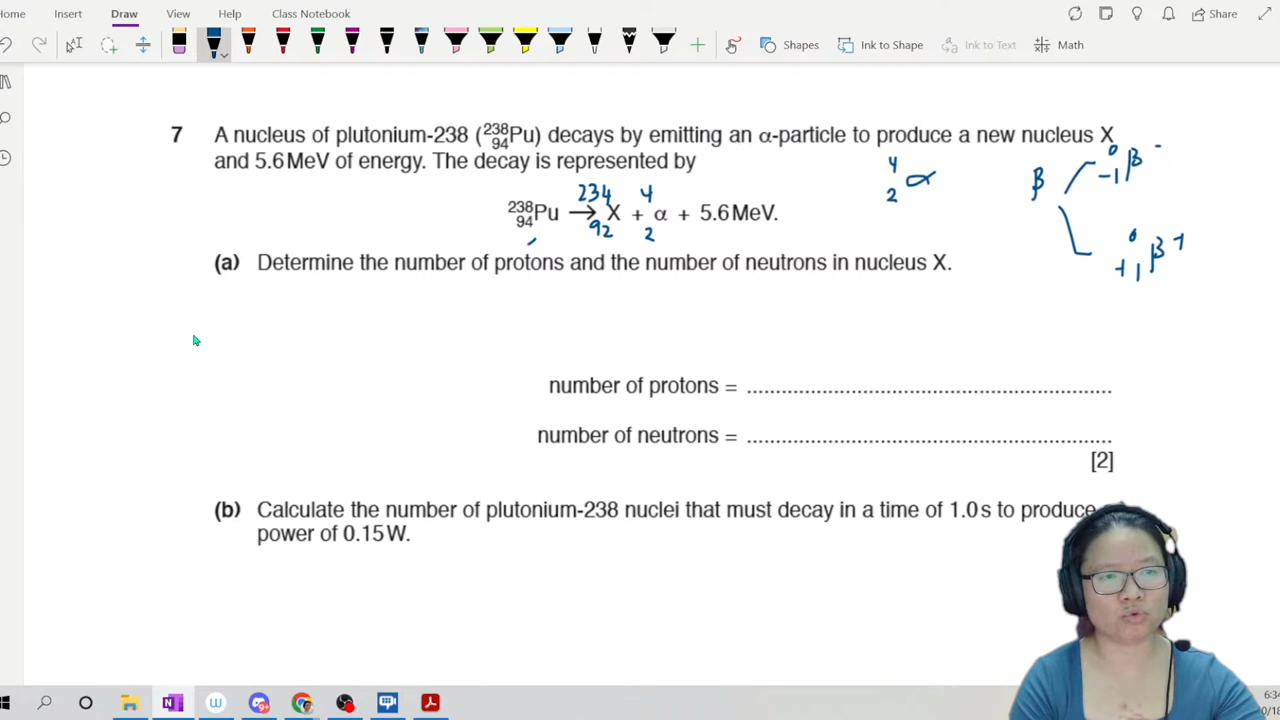 Home Insert Draw View Help Class Notebook Share
Shapes Ink to Shape Ink to Text Math
7 A nucleus of plutonium-238 (²³⁸₉₄Pu) decays by emitting an α-particle to produce a new nucleus X
and 5.6 MeV of energy. The decay is represented by
⁴₂α β ⁰₋₁β⁻
²³⁸₉₄Pu → ²³⁴₉₂X + ⁴₂α + 5.6 MeV.
⁰₊₁β⁺
(a) Determine the number of protons and the number of neutrons in nucleus X.
number of protons = ............................................................
number of neutrons = ............................................................
[2]
(b) Calculate the number of plutonium-238 nuclei that must decay in a time of 1.0 s to produce
power of 0.15 W.